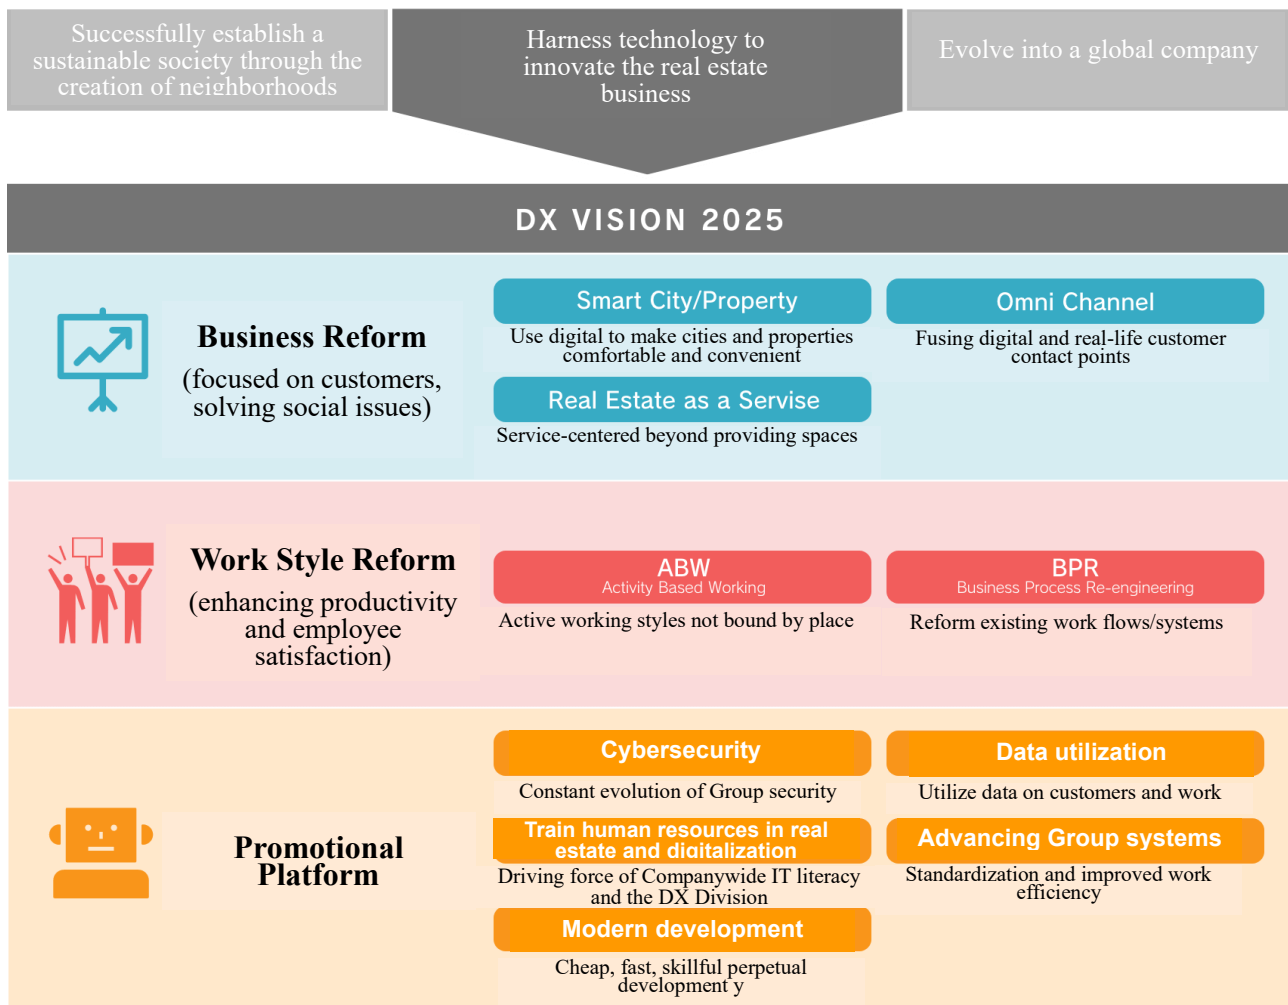 Successfully establish a
sustainable society through the
creation of neighborhoods
Harness technology to
innovate the real estate
business
Evolve into a global company
DX VISION 2025
Business Reform
(focused on customers,
solving social issues)
Smart City/Property
Use digital to make cities and properties
comfortable and convenient
Omni Channel
Fusing digital and real-life customer
contact points
Real Estate as a Servise
Service-centered beyond providing spaces
Work Style Reform
(enhancing productivity
and employee
satisfaction)
ABW
Activity Based Working
Active working styles not bound by place
BPR
Business Process Re-engineering
Reform existing work flows/systems
Promotional
Platform
Cybersecurity
Constant evolution of Group security
Data utilization
Utilize data on customers and work
Train human resources in real
estate and digitalization
Driving force of Companywide IT literacy
and the DX Division
Advancing Group systems
Standardization and improved work
efficiency
Modern development
Cheap, fast, skillful perpetual
development y